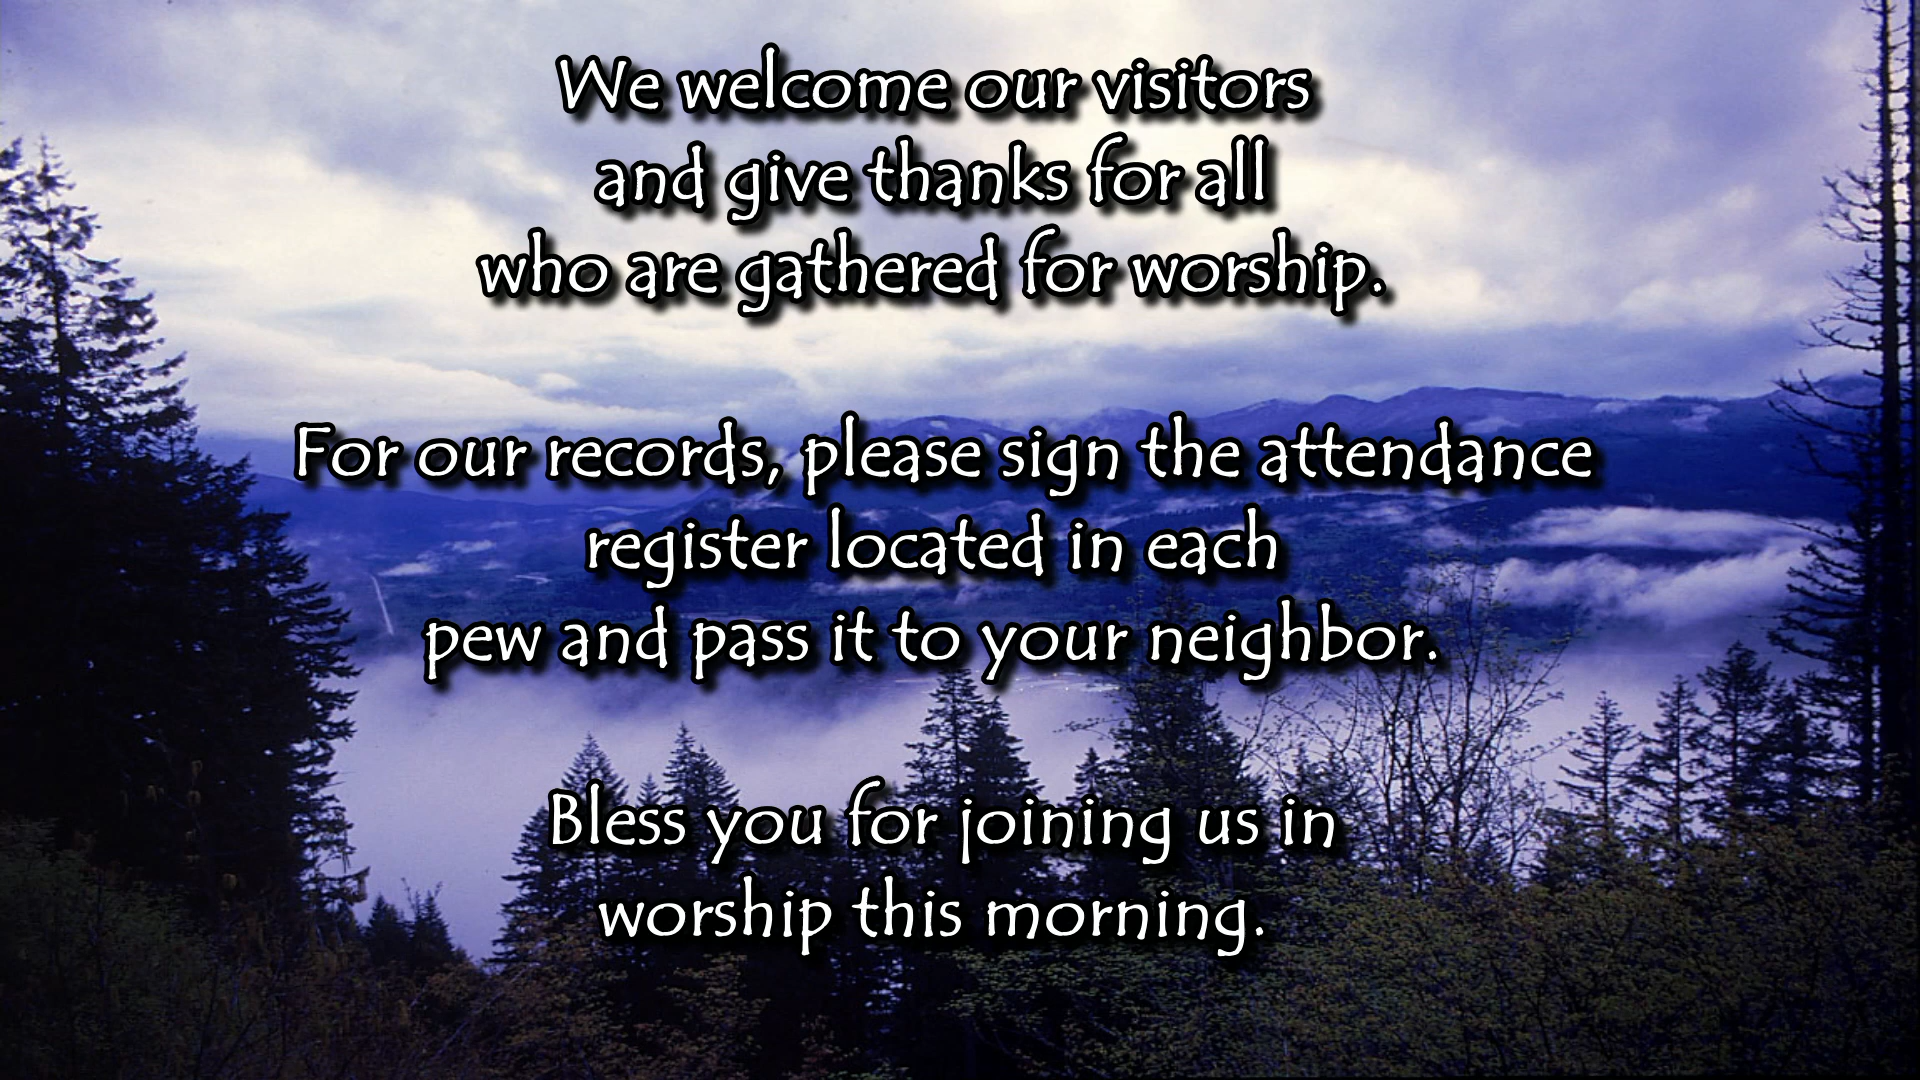 We welcome our visitors
and give thanks for all
who are gathered for worship.
For our records, please sign the attendance
register located in each
pew and pass it to your neighbor.
Bless you for joining us in
worship this morning.